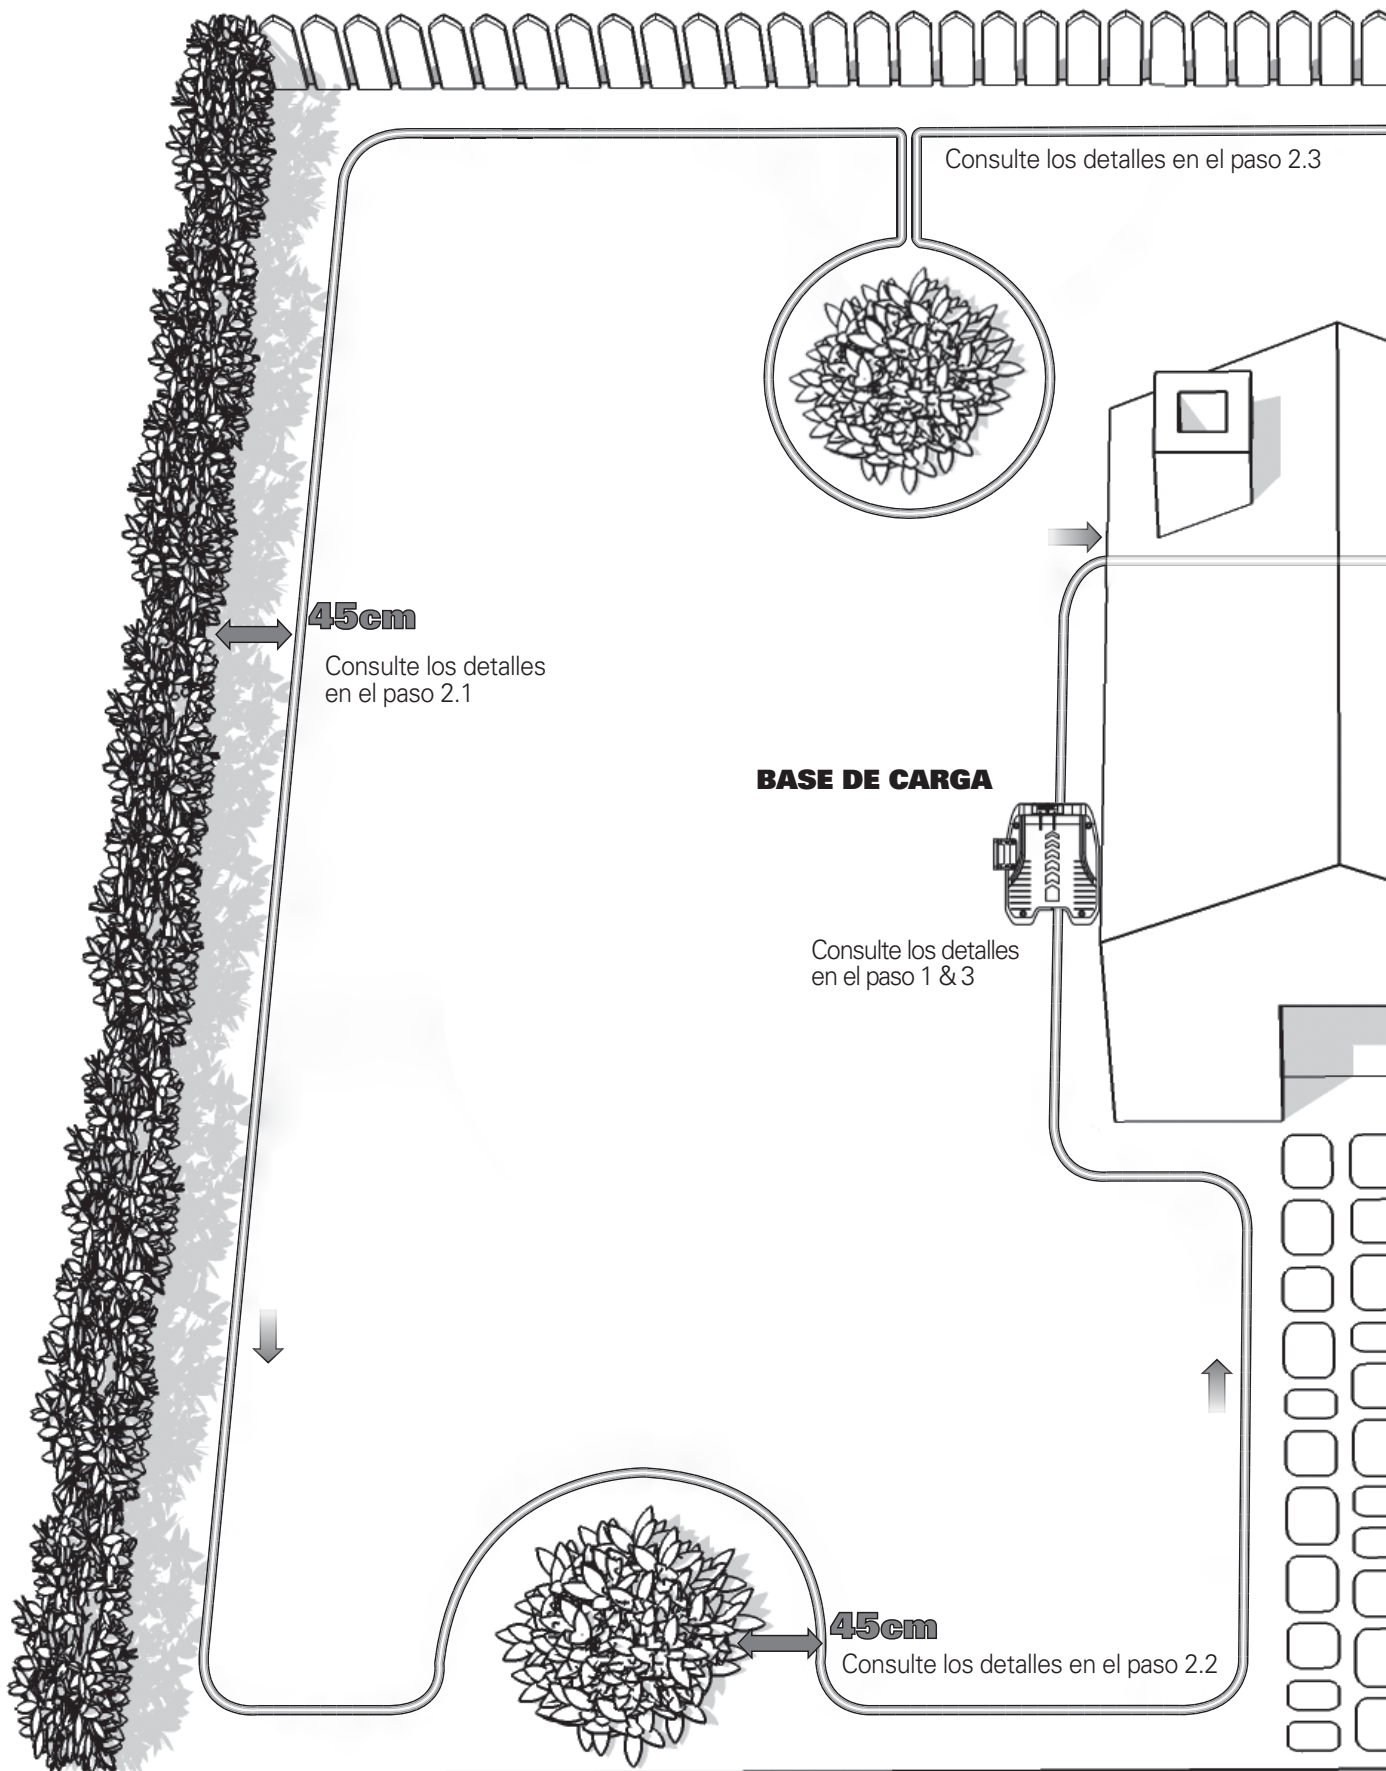 Consulte los detalles en el paso 2.3
45cm
Consulte los detalles
en el paso 2.1
BASE DE CARGA
Consulte los detalles
en el paso 1 & 3
45cm
Consulte los detalles en el paso 2.2